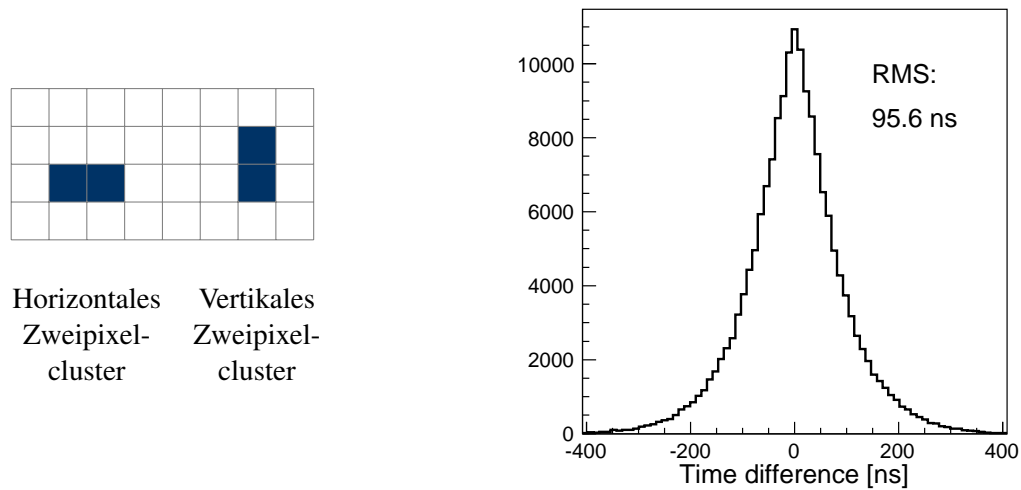 Horizontales
Zweipixel-
cluster
Vertikales
Zweipixel-
cluster
RMS:
95.6 ns
10000
8000
6000
4000
2000
0
-400 -200 0 200 400
Time difference [ns]